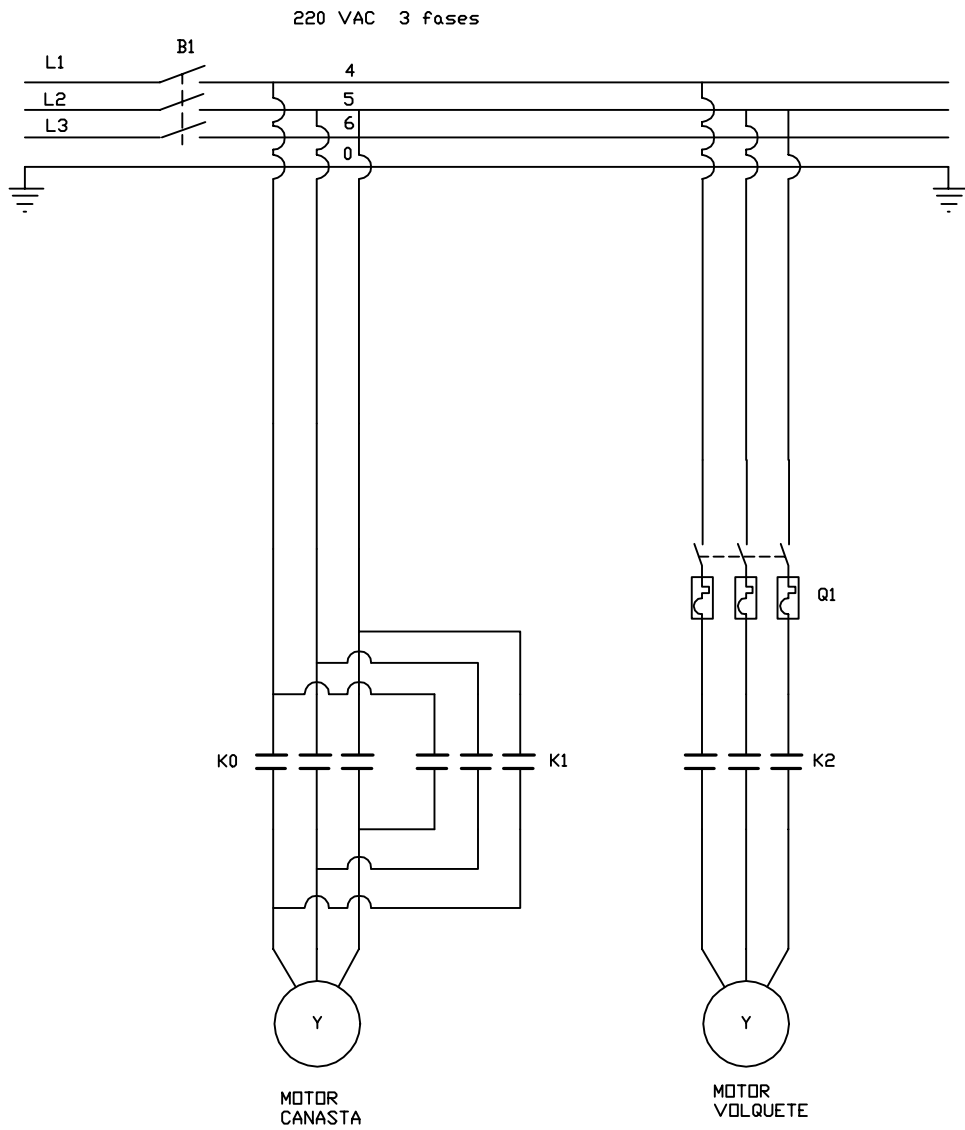 220 VAC 3 fases
B1
L1
4
L2
5
L3
6
0
Q1
K0
K1
K2
Y
Y
MOTOR
CANASTA
MOTOR
VOLQUETE